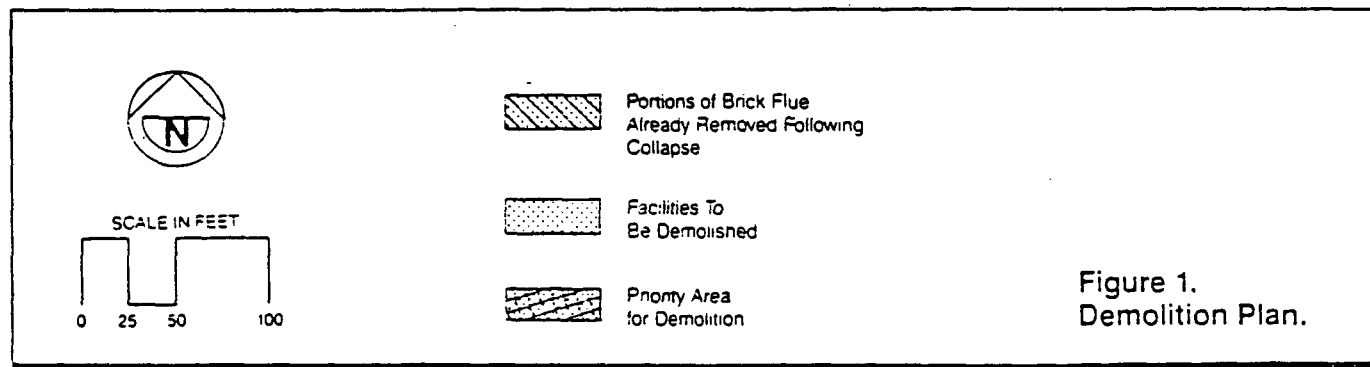 N
SCALE IN FEET
0 25 50 100
Portions of Brick Flue
Already Removed Following
Collapse
Facilities To
Be Demolished
Priority Area
for Demolition
Figure 1.
Demolition Plan.